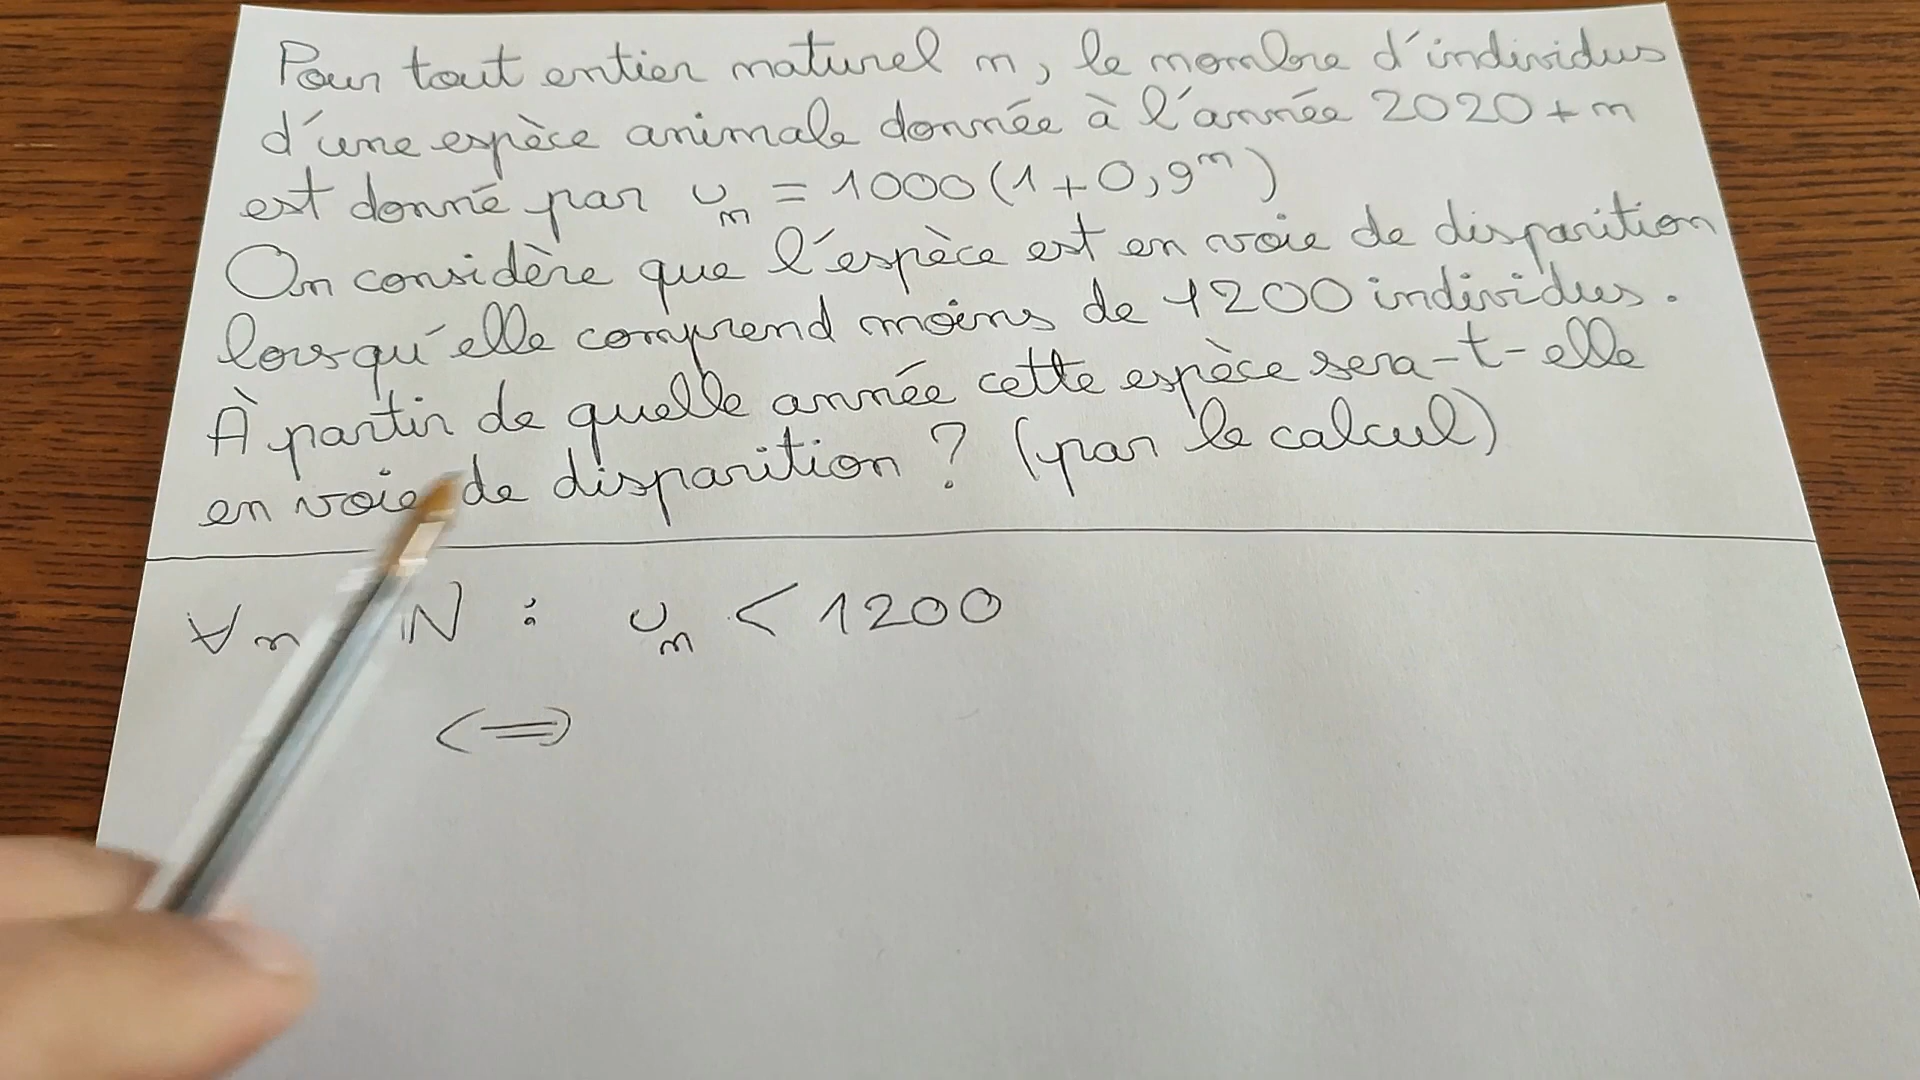 Pour tout entier naturel n, le nombre d'individus
d'une espèce animale donnée à l'année 2020 + n
est donné par uₙ = 1000(1+0,9ⁿ)
On considère que l'espèce est en voie de disparition
lorsqu'elle comprend moins de 1200 individus.
À partir de quelle année cette espèce sera-t-elle
en voie de disparition ? (par le calcul)
∀n ℕ : uₙ < 1200
⟺